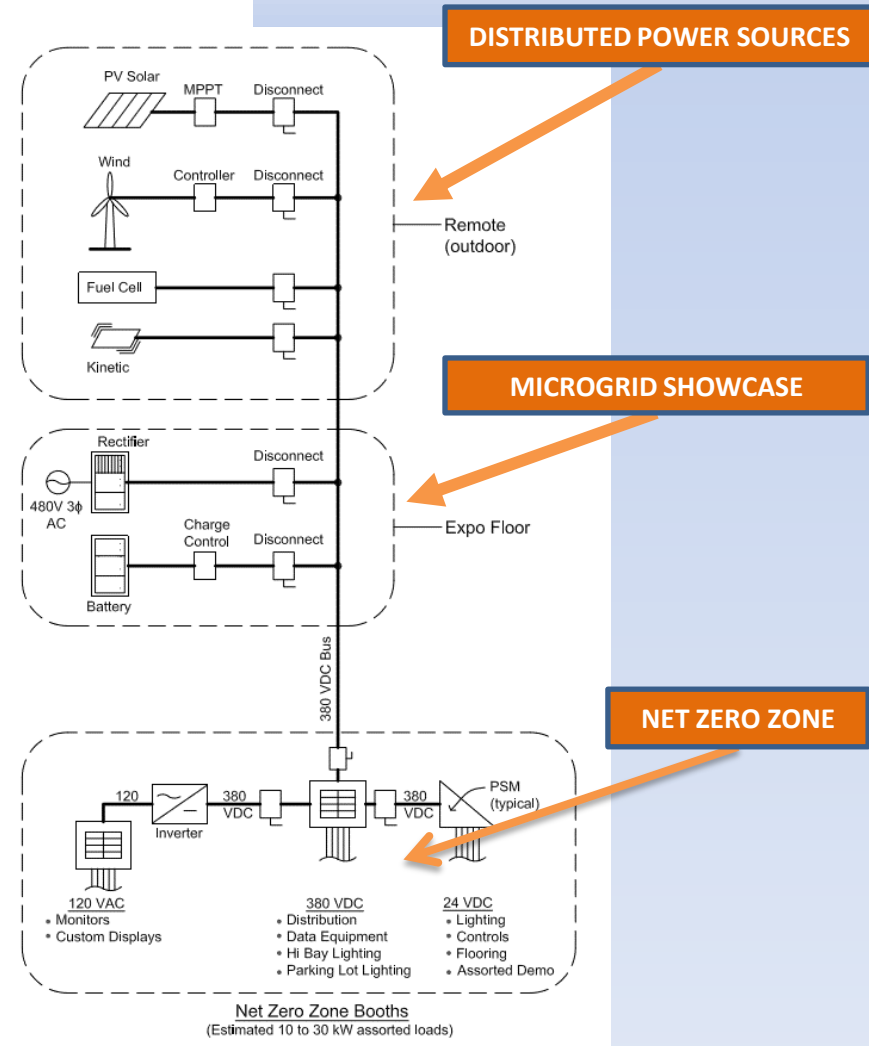 DISTRIBUTED POWER SOURCES
PV Solar
MPPT
Disconnect
Wind
Controller
Disconnect
Remote
(outdoor)
Fuel Cell
Kinetic
MICROGRID SHOWCASE
Rectifier
Disconnect
480V 3ϕ
AC
Charge
Control
Disconnect
Expo Floor
Battery
380 VDC Bus
NET ZERO ZONE
120
Inverter
380
VDC
380
VDC
PSM
(typical)
120 VAC
• Monitors
• Custom Displays
380 VDC
• Distribution
• Data Equipment
• Hi Bay Lighting
• Parking Lot Lighting
24 VDC
• Lighting
• Controls
• Flooring
• Assorted Demo
Net Zero Zone Booths
(Estimated 10 to 30 kW assorted loads)